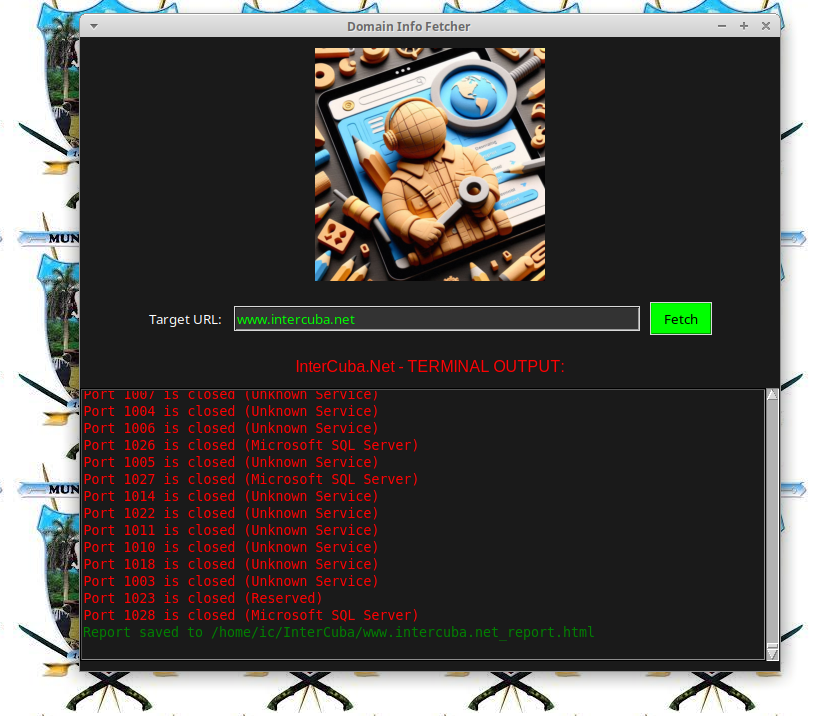 Domain Info Fetcher
Target URL:
www.intercuba.net
Fetch
InterCuba.Net - TERMINAL OUTPUT:
Port 1007 is closed (Unknown Service)
Port 1004 is closed (Unknown Service)
Port 1006 is closed (Unknown Service)
Port 1026 is closed (Microsoft SQL Server)
Port 1005 is closed (Unknown Service)
Port 1027 is closed (Microsoft SQL Server)
Port 1014 is closed (Unknown Service)
Port 1022 is closed (Unknown Service)
Port 1011 is closed (Unknown Service)
Port 1010 is closed (Unknown Service)
Port 1018 is closed (Unknown Service)
Port 1003 is closed (Unknown Service)
Port 1023 is closed (Reserved)
Port 1028 is closed (Microsoft SQL Server)
Report saved to /home/ic/InterCuba/www.intercuba.net_report.html
MUN
MUN